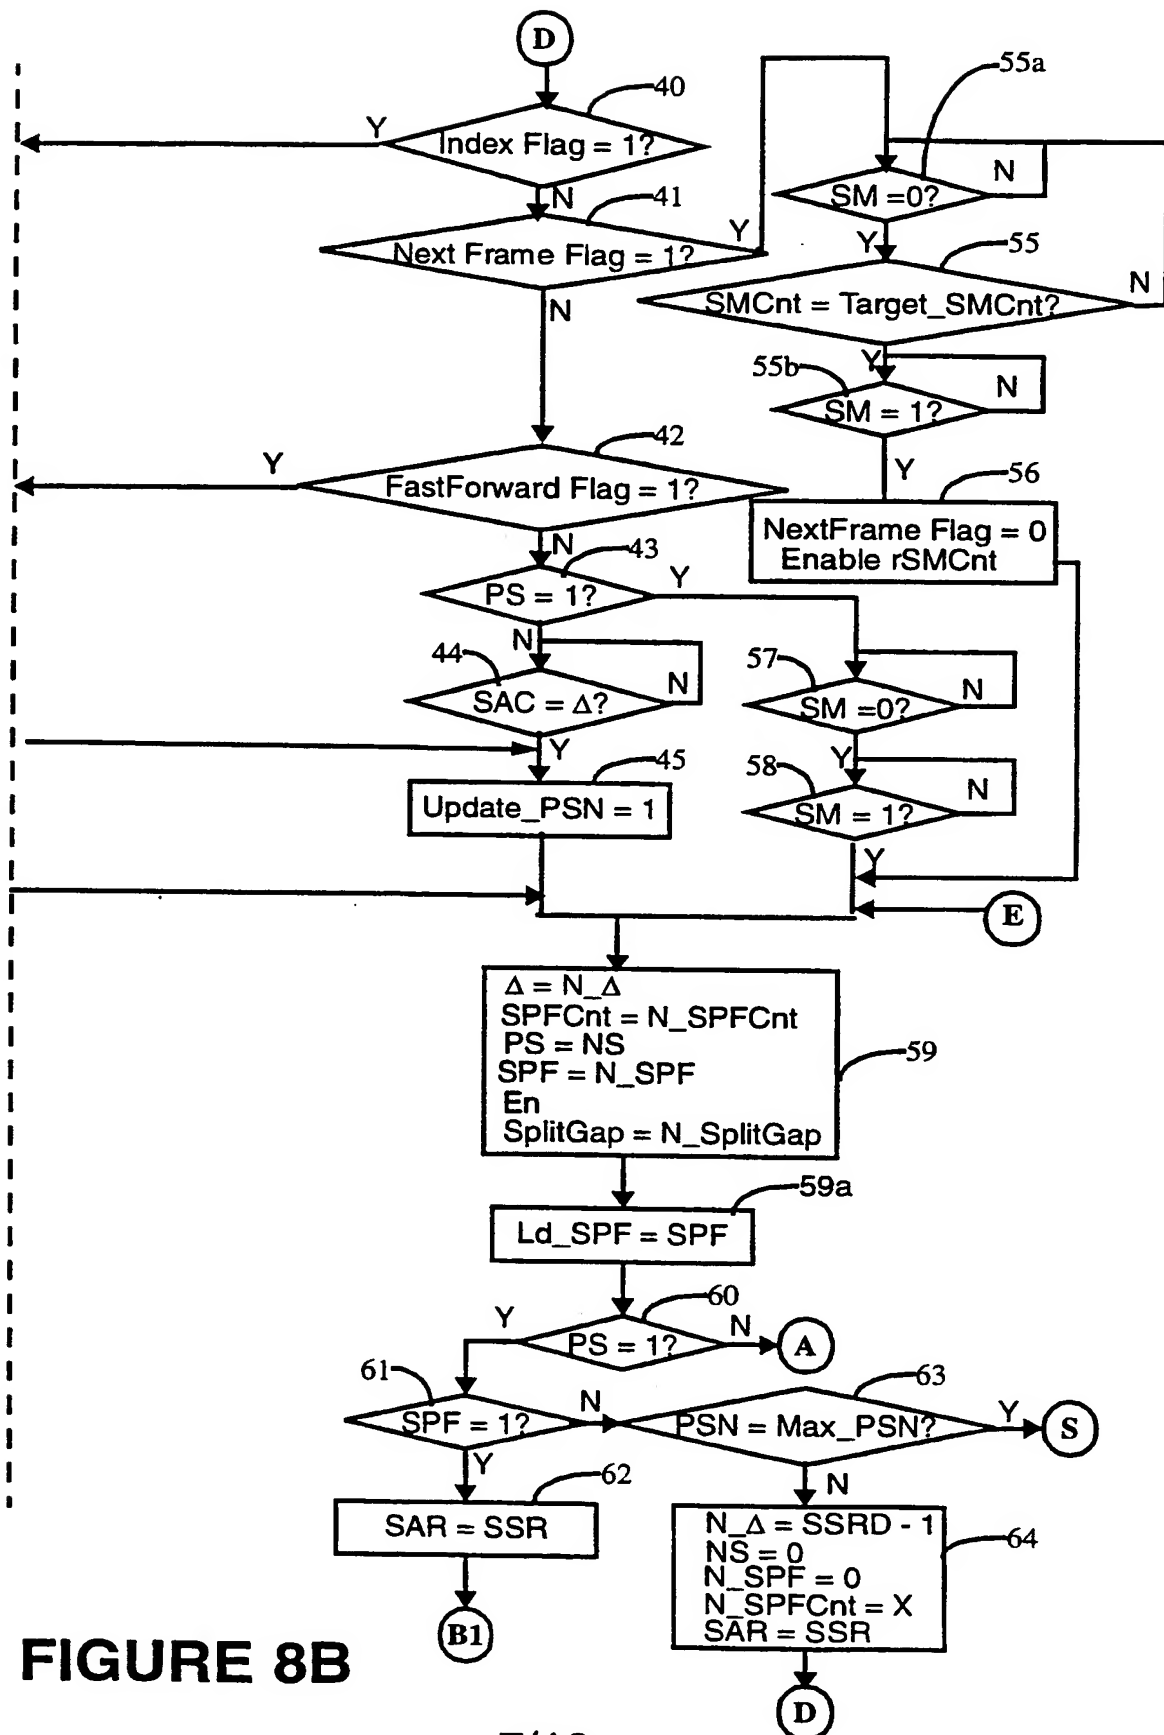 D
40
55a
Y
Index Flag = 1?
N
SM =0?
N
41
Y
Next Frame Flag = 1?
Y
55
N
SMCnt = Target_SMCnt?
N
55b
Y
N
SM = 1?
42
Y
FastForward Flag = 1?
Y
56
NextFrame Flag = 0
Enable rSMCnt
N
43
PS = 1?
Y
N
44
SAC = Δ?
N
57
SM =0?
N
Y
45
Update_PSN = 1
Y
58
SM = 1?
N
Y
E
Δ = N_Δ
SPFCnt = N_SPFCnt
PS = NS
SPF = N_SPF
En
SplitGap = N_SplitGap
59
59a
Ld_SPF = SPF
60
Y
PS = 1?
N
A
61
SPF = 1?
N
63
PSN = Max_PSN?
Y
S
Y
62
SAR = SSR
N
N_Δ = SSRD - 1
NS = 0
N_SPF = 0
N_SPFCnt = X
SAR = SSR
64
B1
D
FIGURE 8B